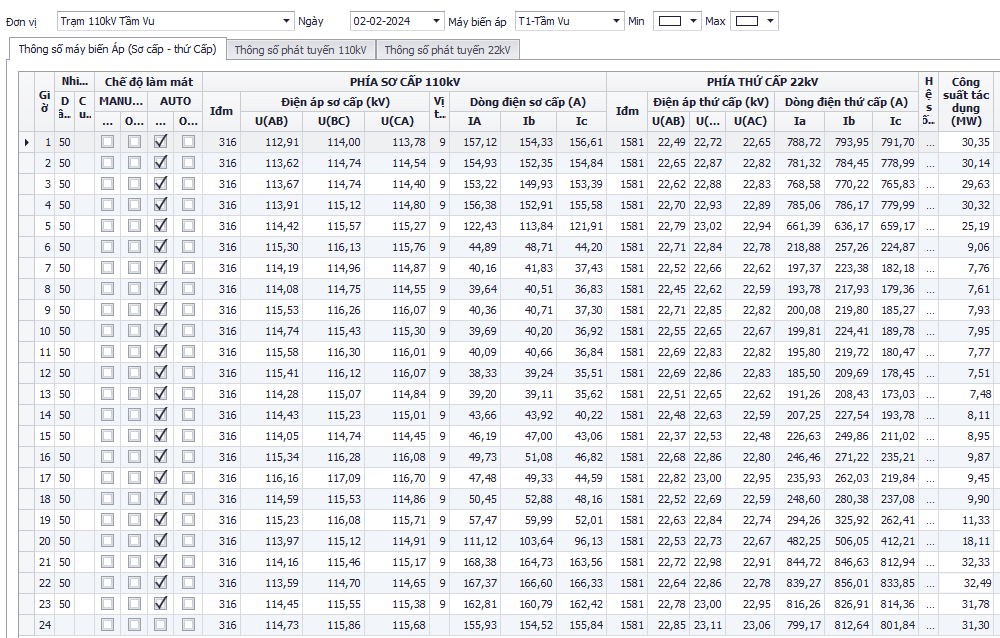 Đơn vị Trạm 110kV Tầm Vu Ngày 02-02-2024 Máy biến áp T1-Tầm Vu Min Max
Thông số máy biến Áp (Sơ cấp - thứ Cấp) Thông số phát tuyến 110kV Thông số phát tuyến 22kV
Giờ Nhi... Chế độ làm mát PHÍA SƠ CẤP 110kV PHÍA THỨ CẤP 22kV Hệ số... Công suất tác dụng (MW)
D ầ... C u... MANU... AUTO Iđm Điện áp sơ cấp (kV) Vị t... Dòng điện sơ cấp (A) Iđm Điện áp thứ cấp (kV) Dòng điện thứ cấp (A)
... O... ... O... U(AB) U(BC) U(CA) IA Ib Ic U(AB) U(... U(AC) Ia Ib Ic
1 50 316 112,91 114,00 113,78 9 157,12 154,33 156,61 1581 22,49 22,72 22,65 788,72 793,95 791,70 ... 30,35
2 50 316 113,62 114,74 114,54 9 154,93 152,35 154,84 1581 22,65 22,87 22,82 781,32 784,45 778,99 ... 30,14
3 50 316 113,67 114,74 114,40 9 153,22 149,93 153,39 1581 22,62 22,88 22,83 768,58 770,22 765,83 ... 29,63
4 50 316 113,91 115,12 114,80 9 156,38 152,91 155,58 1581 22,70 22,93 22,89 785,06 786,17 779,99 ... 30,32
5 50 316 114,42 115,57 115,27 9 122,43 113,84 121,91 1581 22,79 23,02 22,94 661,39 636,17 659,17 ... 25,19
6 50 316 115,30 116,13 115,76 9 44,89 48,71 44,20 1581 22,71 22,84 22,78 218,88 257,26 224,87 ... 9,06
7 50 316 114,19 114,96 114,87 9 40,16 41,83 37,43 1581 22,52 22,66 22,62 197,37 223,38 182,18 ... 7,76
8 50 316 114,08 114,75 114,55 9 39,64 40,51 36,83 1581 22,45 22,62 22,59 193,78 217,93 179,36 ... 7,61
9 50 316 115,53 116,26 116,07 9 40,36 40,71 37,30 1581 22,71 22,85 22,82 200,08 219,80 185,27 ... 7,93
10 50 316 114,74 115,43 115,30 9 39,69 40,20 36,92 1581 22,55 22,65 22,67 199,81 224,41 189,78 ... 7,95
11 50 316 115,58 116,30 116,01 9 40,09 40,66 36,84 1581 22,69 22,83 22,82 195,80 219,72 180,47 ... 7,77
12 50 316 115,41 116,12 116,07 9 38,33 39,24 35,51 1581 22,69 22,86 22,83 185,50 209,69 178,45 ... 7,51
13 50 316 114,28 115,07 114,84 9 39,20 39,11 35,62 1581 22,51 22,65 22,62 191,26 208,43 173,03 ... 7,48
14 50 316 114,43 115,23 115,01 9 43,66 43,92 40,22 1581 22,48 22,63 22,59 207,25 227,54 193,78 ... 8,11
15 50 316 114,05 114,74 114,45 9 46,19 47,00 43,06 1581 22,37 22,53 22,48 226,63 249,86 211,02 ... 8,95
16 50 316 115,34 116,28 116,08 9 49,73 51,08 46,82 1581 22,68 22,86 22,80 246,46 271,22 235,21 ... 9,87
17 50 316 116,16 117,09 116,70 9 47,48 49,33 44,59 1581 22,82 23,00 22,95 235,93 262,03 219,84 ... 9,45
18 50 316 114,59 115,53 114,86 9 50,45 52,88 48,16 1581 22,52 22,69 22,59 248,60 280,38 237,08 ... 9,90
19 50 316 115,23 116,08 115,71 9 57,47 59,99 52,01 1581 22,63 22,84 22,74 294,26 325,92 262,41 ... 11,33
20 50 316 113,97 115,12 114,91 9 111,12 103,64 96,13 1581 22,53 22,73 22,67 482,25 506,05 412,21 ... 18,11
21 50 316 114,16 115,46 115,17 9 168,38 164,73 163,56 1581 22,72 22,98 22,91 844,72 846,63 812,94 ... 32,33
22 50 316 113,59 114,70 114,65 9 167,37 166,60 166,33 1581 22,64 22,86 22,78 839,27 856,01 833,85 ... 32,49
23 50 316 114,45 115,55 115,38 9 162,81 160,79 162,42 1581 22,78 23,00 22,95 816,26 826,91 814,36 ... 31,78
24 316 114,73 115,86 115,68 155,93 154,52 155,84 1581 22,85 23,11 23,06 799,17 812,64 801,84 ... 31,30